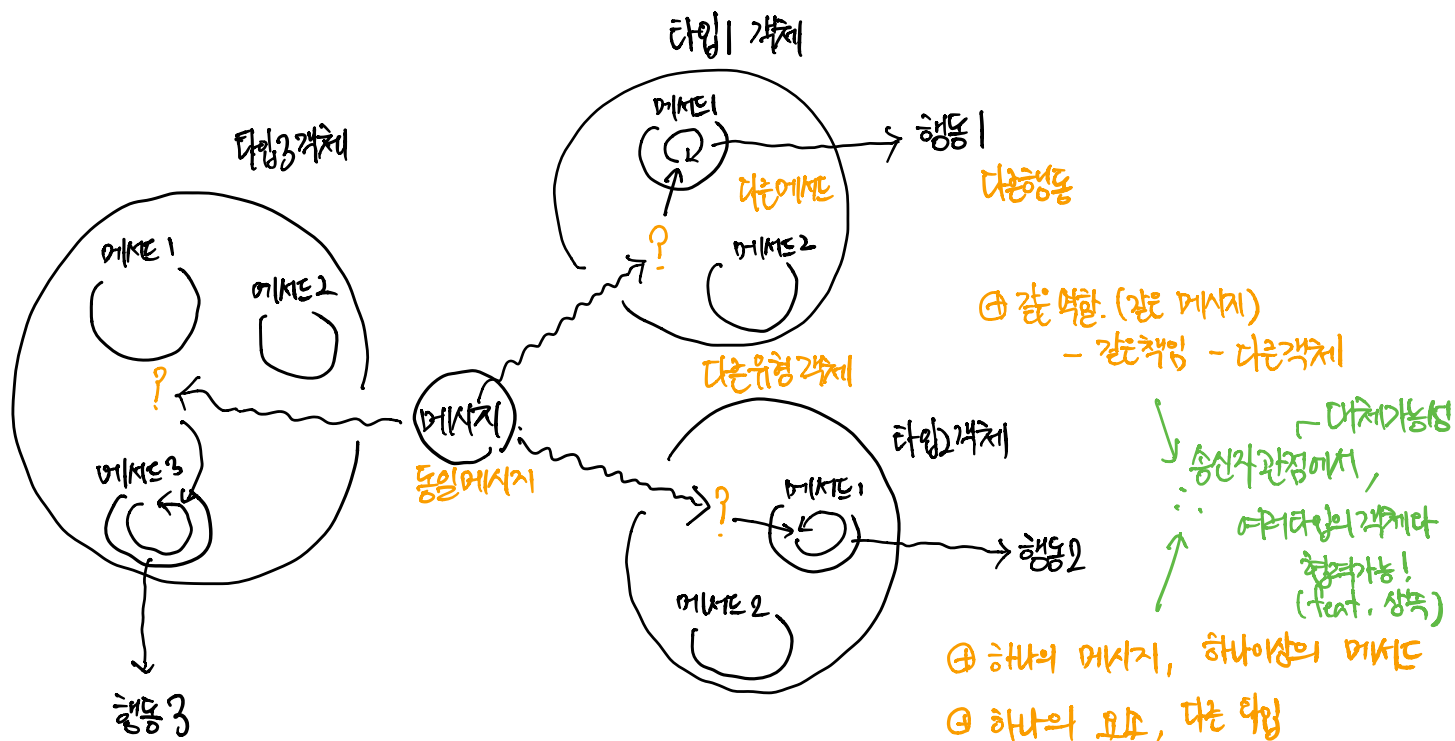 타입1 객체
메서드1
행동1
다른메서드
다른행동
메서드2
타입3객체
메서드1
메서드2
메서드3
행동3
메시지
동일메시지
다른유형객체
타입2객체
메서드1
행동2
메서드2
같은 역할. (같은 메시지)
- 같은책임 - 다른객체
대체가능성
송신자관점에서,
여러타입의객체와
협력가능!
(feat. 상뜩)
하나의 메시지, 하나이상의 메서드
하나의 요소, 다른 타입